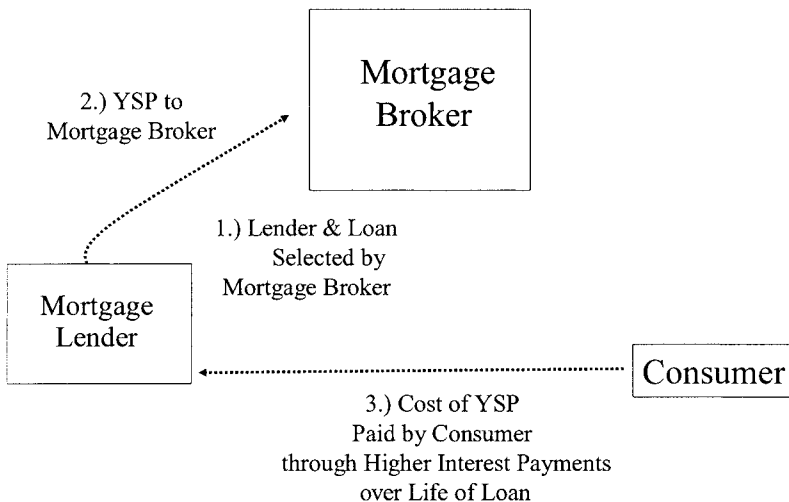 Mortgage
Broker
2.) YSP to
Mortgage Broker
1.) Lender & Loan
Selected by
Mortgage Broker
Mortgage
Lender
Consumer
3.) Cost of YSP
Paid by Consumer
through Higher Interest Payments
over Life of Loan